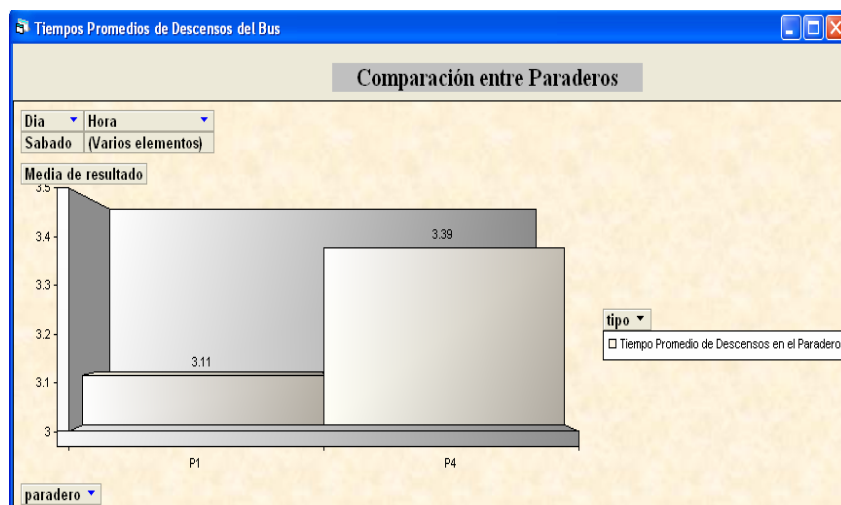 Tiempos Promedios de Descensos del Bus
Comparación entre Paraderos
Dia Hora
Sabado (Varios elementos)
Media de resultado
3.5
3.4
3.39
3.3
tipo
3.2
Tiempo Promedio de Descensos en el Paradero
3.11
3.1
3
P1 P4
paradero